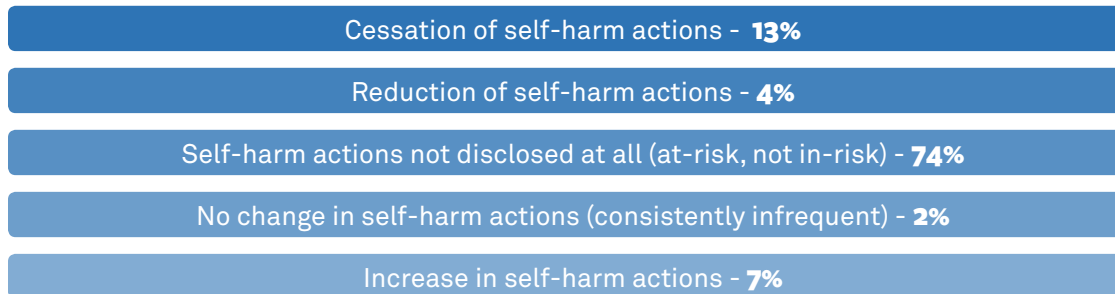 Cessation of self-harm actions - 13%
Reduction of self-harm actions - 4%
Self-harm actions not disclosed at all (at-risk, not in-risk) - 74%
No change in self-harm actions (consistently infrequent) - 2%
Increase in self-harm actions - 7%